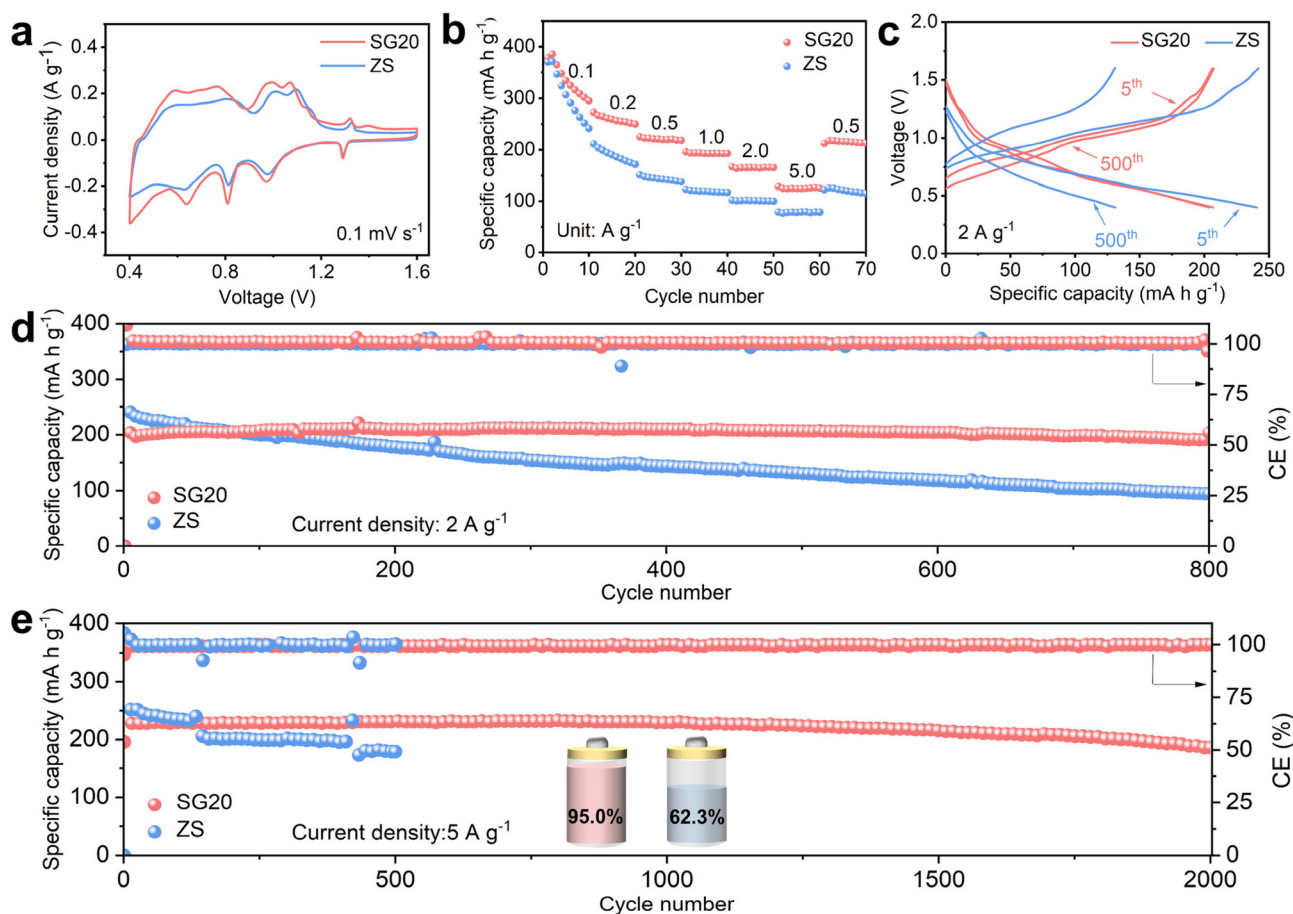 a
Current density (A g⁻¹)
0.4
0.2
0.0
-0.2
-0.4
SG20
ZS
0.1 mV s⁻¹
0.4 0.8 1.2 1.6
Voltage (V)
b
Specific capacity (mA h g⁻¹)
400
300
200
100
0
SG20
ZS
0.1
0.2
0.5
1.0
2.0
5.0
0.5
Unit: A g⁻¹
0 10 20 30 40 50 60 70
Cycle number
c
Voltage (V)
2.0
1.5
1.0
0.5
0.0
SG20 ZS
5th
500th
500th
5th
2 A g⁻¹
0 50 100 150 200 250
Specific capacity (mA h g⁻¹)
d
Specific capacity (mA h g⁻¹)
400
350
300
200
100
0
SG20
ZS
Current density: 2 A g⁻¹
100
75
50
25
0
CE (%)
0 200 400 600 800
Cycle number
e
Specific capacity (mA h g⁻¹)
400
350
300
200
100
0
SG20
ZS
Current density:5 A g⁻¹
95.0%
62.3%
100
75
50
25
0
CE (%)
0 500 1000 1500 2000
Cycle number